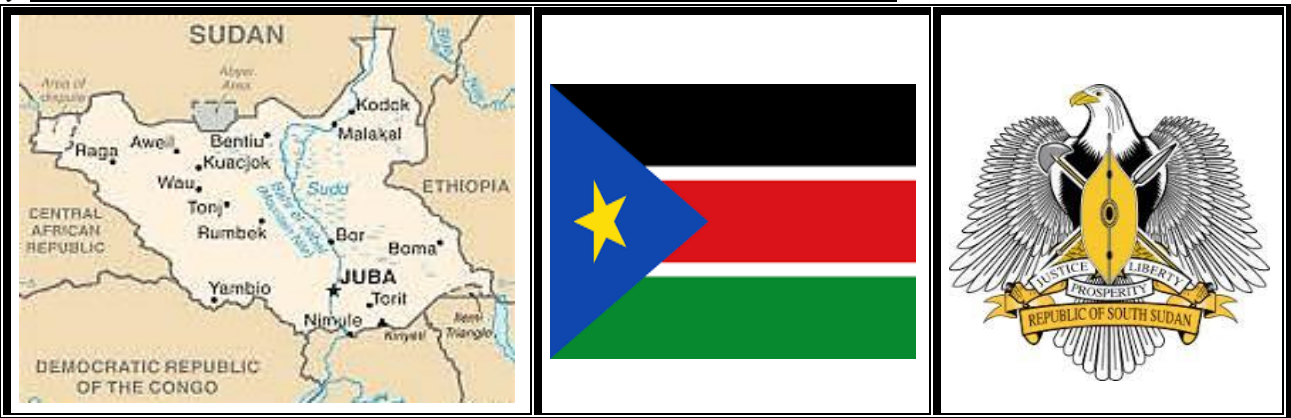 SUDAN
Area of
dispute
Abyei
Area
Kodok
Malakal
Bentiu
Aweil
Raga
Kuacjok
Wau
Sudd
ETHIOPIA
Tonj
CENTRAL
AFRICAN
REPUBLIC
Rumbek
Bor
Boma
JUBA
Yambio
Torit
Nimule
Kinyeti
Ilemi
Triangle
DEMOCRATIC REPUBLIC
OF THE CONGO
JUSTICE LIBERTY
PROSPERITY
REPUBLIC OF SOUTH SUDAN